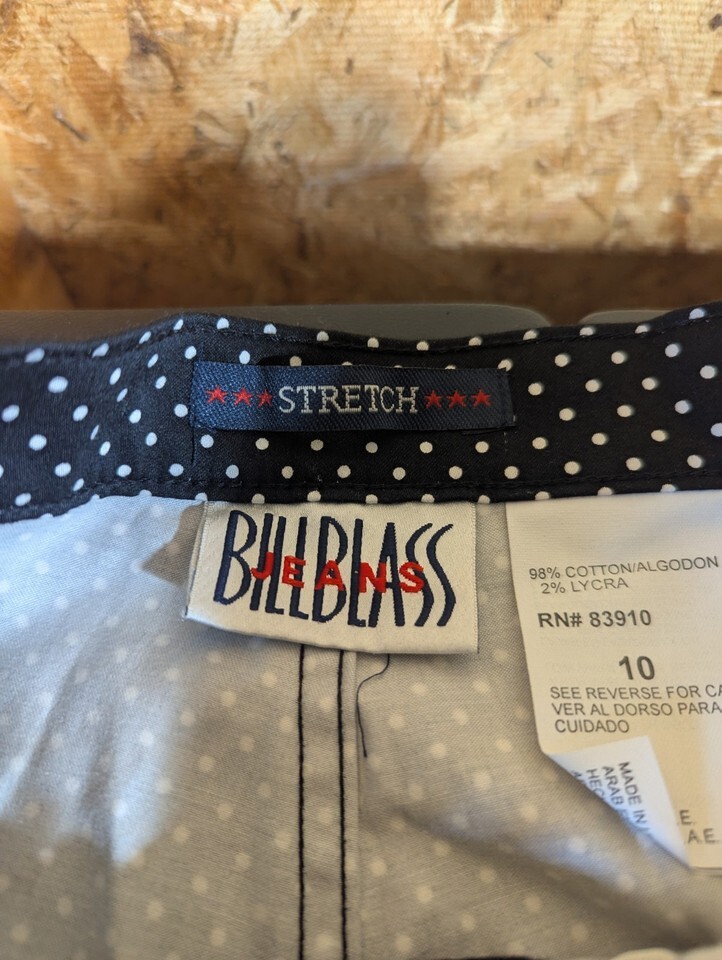 ★★★STRETCH★★★
BILLBLASS
JEANS
98% COTTON/ALGODON
2% LYCRA
RN# 83910
10
SEE REVERSE FOR
VER AL DORSO PARA
CUIDADO
MADE IN
ARAB
E.
A.E.